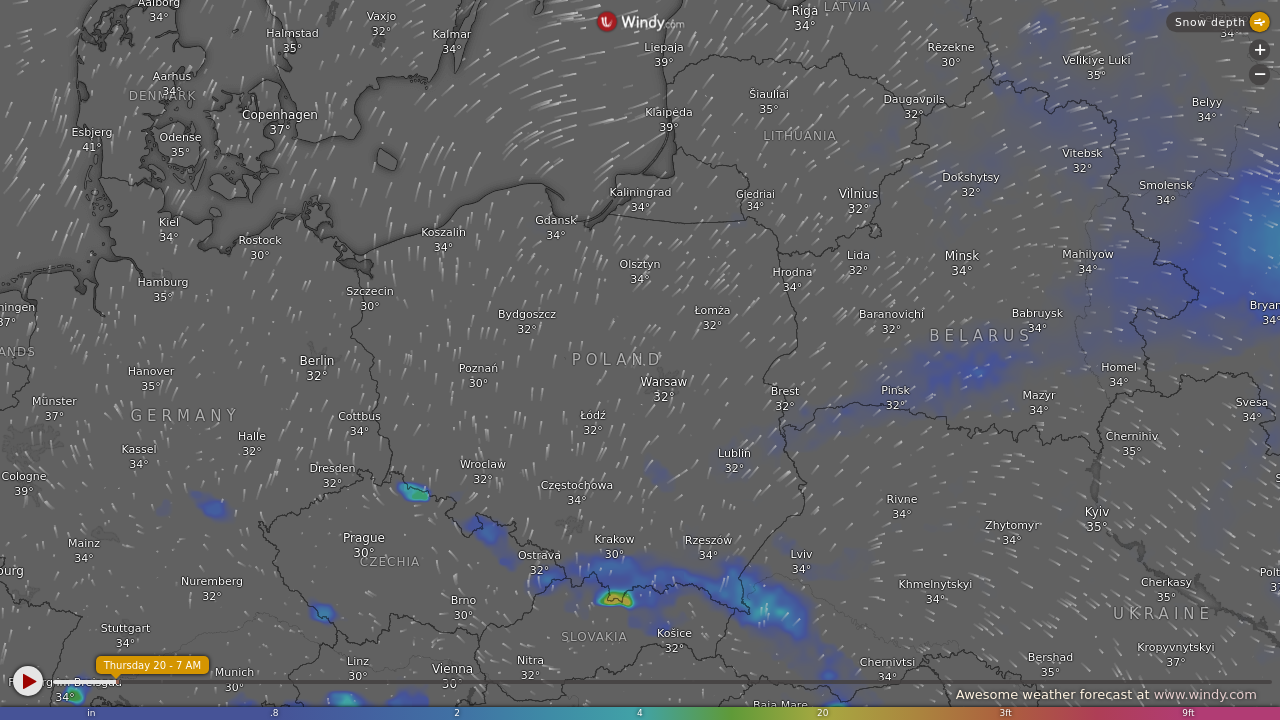 Aalborg
34°
Vaxjo
32°
Riga
34°
LATVIA
Windy.com
Snow depth
34°
Halmstad
35°
Kalmar
34°
Liepaja
39°
Rēzekne
30°
Velikiye Luki
35°
Aarhus
34°
DENMARK
Šiauliai
35°
Daugavpils
32°
Belyy
34°
Copenhagen
37°
Klaipėda
39°
Esbjerg
41°
Odense
35°
LITHUANIA
Vitebsk
32°
Dokshytsy
32°
Smolensk
34°
Kaliningrad
34°
Giedriai
34°
Vilnius
32°
Kiel
34°
Gdansk
34°
Koszalin
34°
Rostock
30°
Lida
32°
Minsk
34°
Mahilyow
34°
Olsztyn
34°
Hrodna
34°
Hamburg
35°
Szczecin
30°
ningen
37°
Bydgoszcz
32°
Łomża
32°
Baranovichi
32°
Babruysk
34°
Bryan
34°
BELARUS
ANDS
POLAND
Berlin
32°
Hanover
35°
Poznań
30°
Warsaw
32°
Homel
34°
Brest
32°
Pinsk
32°
Mazyr
34°
Munster
37°
GERMANY
Cottbus
34°
Łódź
32°
Svesa
34°
Halle
32°
Chernihiv
35°
Kassel
34°
Lublin
32°
Dresden
32°
Wroclaw
32°
Cologne
39°
Częstochowa
34°
S
Rivne
34°
Kyiv
35°
Zhytomyr
34°
Prague
30°
CZECHIA
Krakow
30°
Rzeszow
34°
Mainz
34°
Ostrava
32°
Lviv
34°
burg
Nuremberg
32°
Khmelnytskyi
34°
Cherkasy
35°
Polt
Brno
30°
UKRAINE
Stuttgart
34°
SLOVAKIA
Košice
32°
Kropyvnytskyi
37°
Thursday 20 - 7 AM
Linz
30°
Vienna
30°
Nitra
32°
Chernivtsi
34°
Bershad
35°
Munich
30°
34°
Awesome weather forecast at www.windy.com
Baia Mare
in .8 2 4 20 3ft 9ft